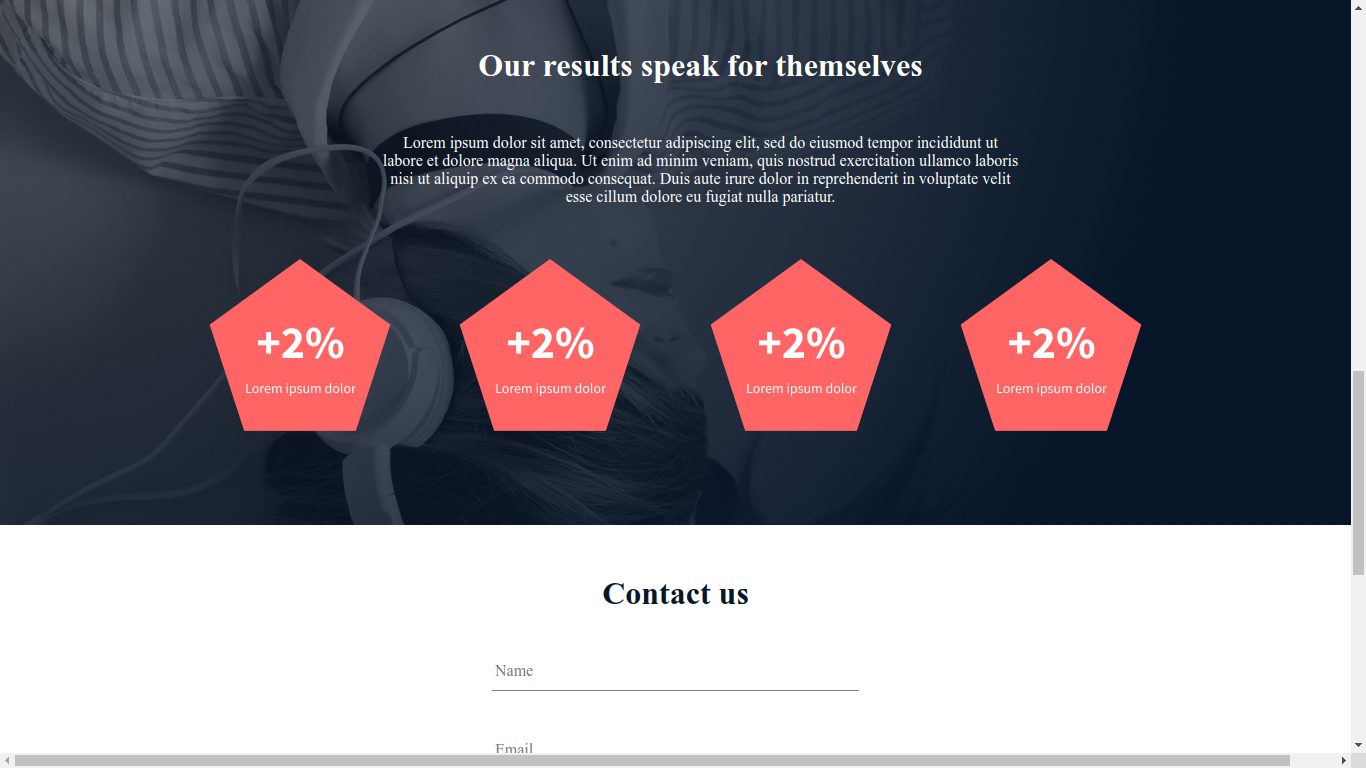 Our results speak for themselves
Lorem ipsum dolor sit amet, consectetur adipiscing elit, sed do eiusmod tempor incididunt ut
labore et dolore magna aliqua. Ut enim ad minim veniam, quis nostrud exercitation ullamco laboris
nisi ut aliquip ex ea commodo consequat. Duis aute irure dolor in reprehenderit in voluptate velit
esse cillum dolore eu fugiat nulla pariatur.
+2%
Lorem ipsum dolor
+2%
Lorem ipsum dolor
+2%
Lorem ipsum dolor
+2%
Lorem ipsum dolor
Contact us
Name
Email